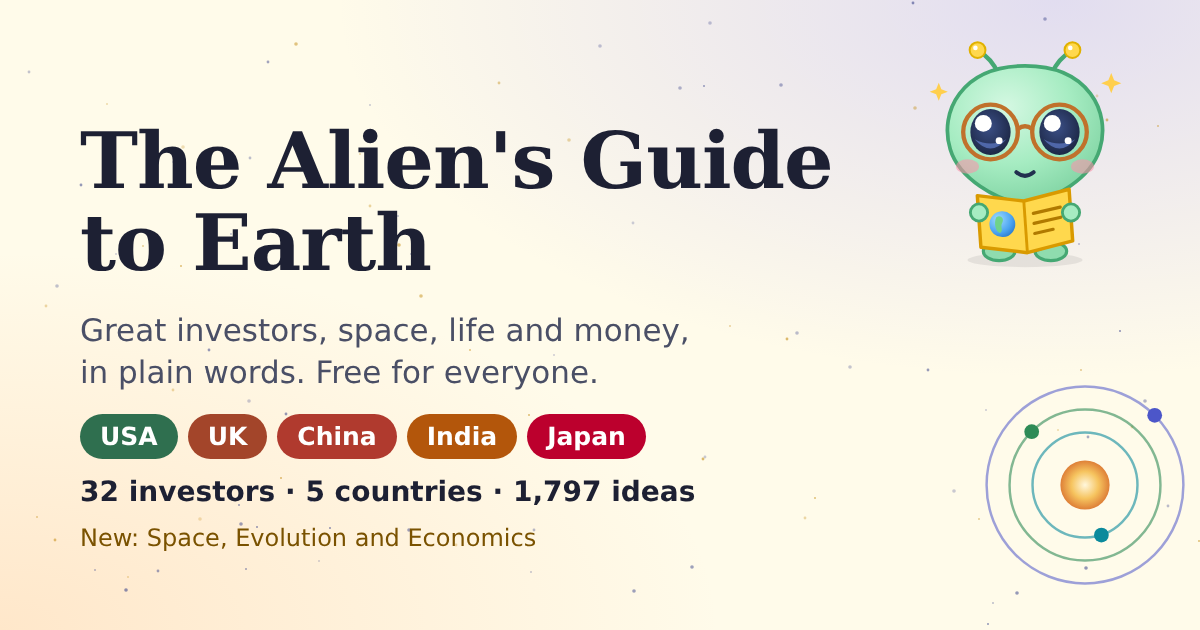 The Alien's Guide
to Earth
Great investors, space, life and money,
in plain words. Free for everyone.
USA UK China India Japan
32 investors · 5 countries · 1,797 ideas
New: Space, Evolution and Economics